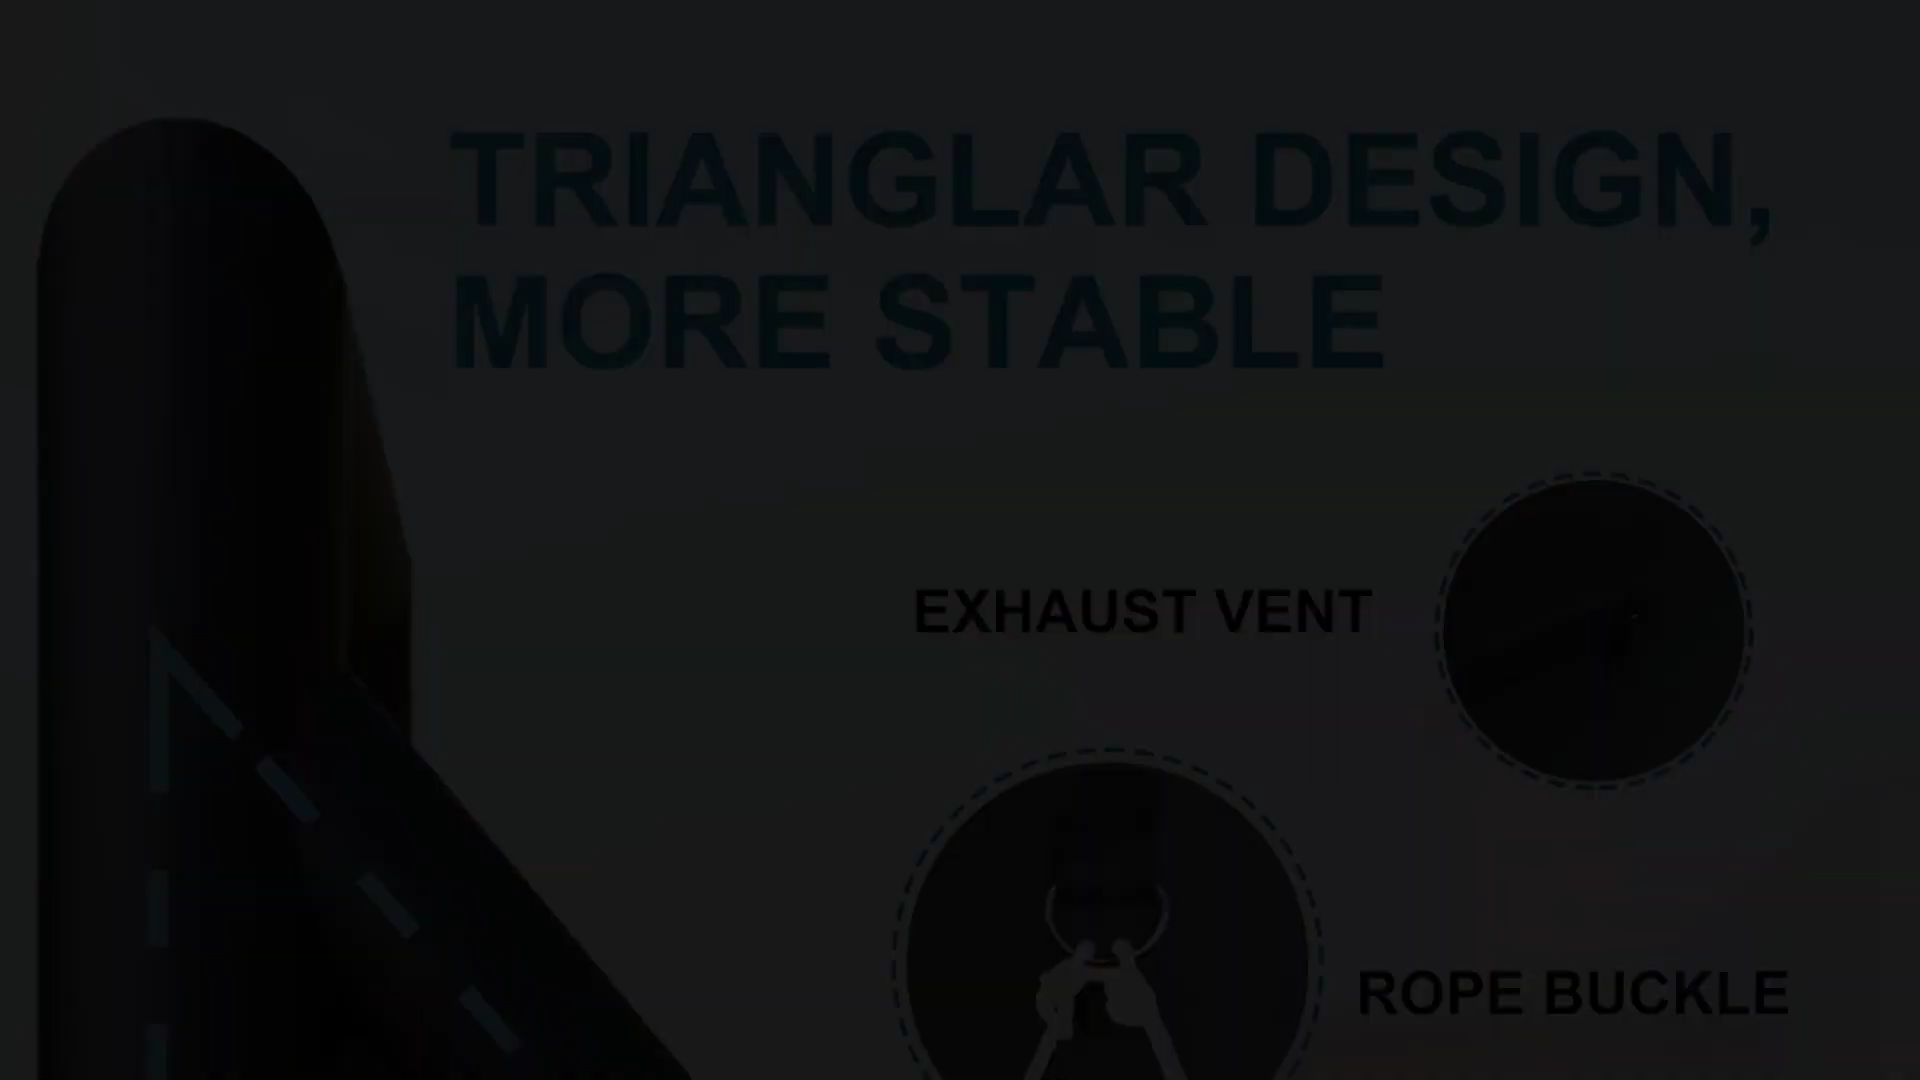 TRIANGLAR DESIGN,
MORE STABLE
EXHAUST VENT
ROPE BUCKLE